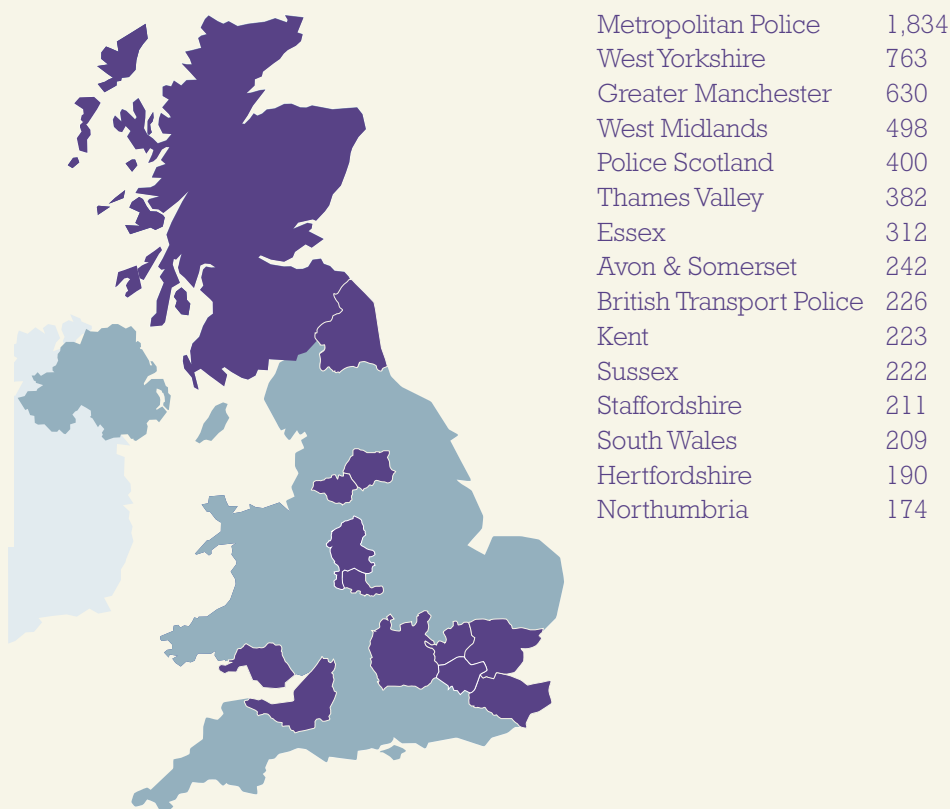 Metropolitan Police 1,834
West Yorkshire 763
Greater Manchester 630
West Midlands 498
Police Scotland 400
Thames Valley 382
Essex 312
Avon & Somerset 242
British Transport Police 226
Kent 223
Sussex 222
Staffordshire 211
South Wales 209
Hertfordshire 190
Northumbria 174